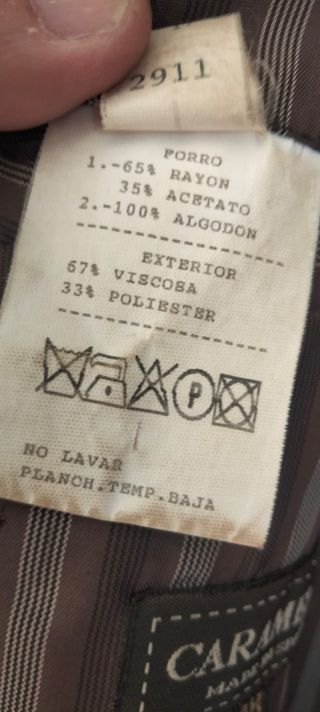 2911
FORRO
1.-65% RAYON
35% ACETATO
2.-100% ALGODON
EXTERIOR
67% VISCOSA
33% POLIESTER
P
NO LAVAR
PLANCH.TEMP.BAJA